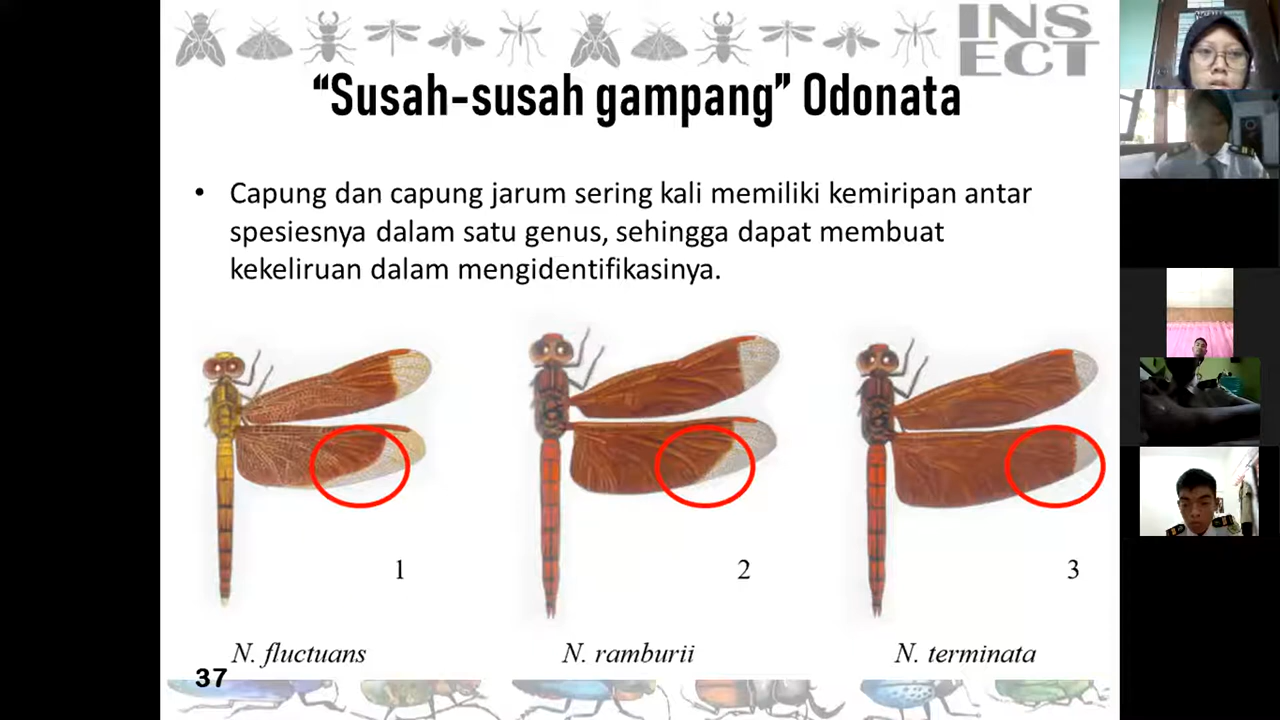 INS
ECT
“Susah-susah gampang” Odonata
• Capung dan capung jarum sering kali memiliki kemiripan antar
spesiesnya dalam satu genus, sehingga dapat membuat
kekeliruan dalam mengidentifikasinya.
1
2
3
N. fluctuans
N. ramburii
N. terminata
37